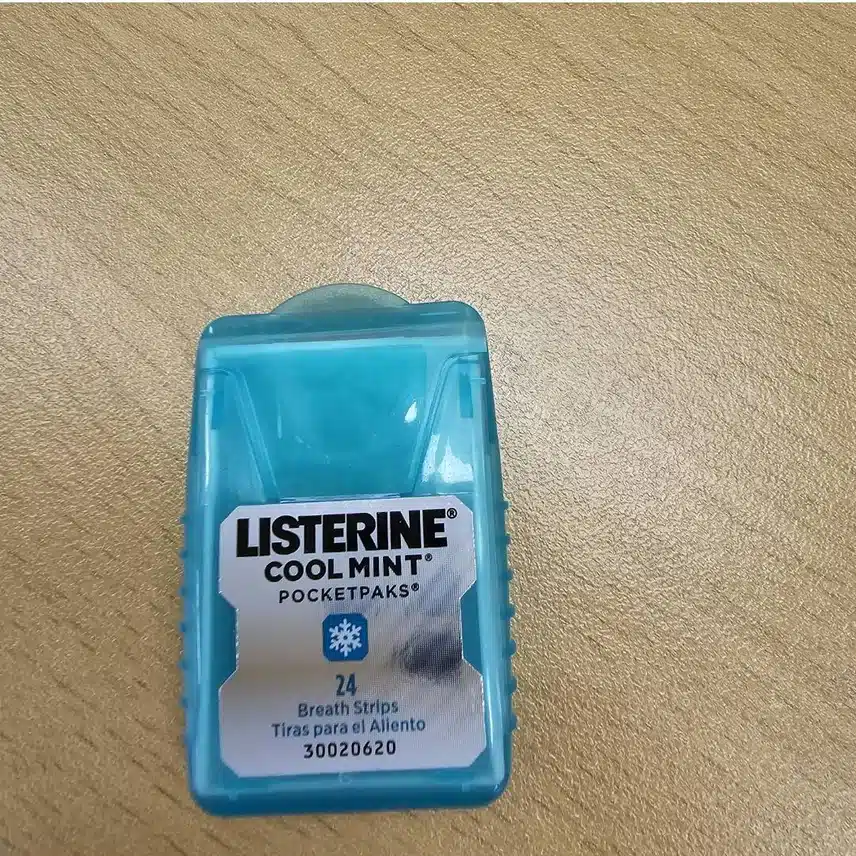 LISTERINE®
COOL MINT®
POCKETPAKS®
24
Breath Strips
Tiras para el Aliento
30020620